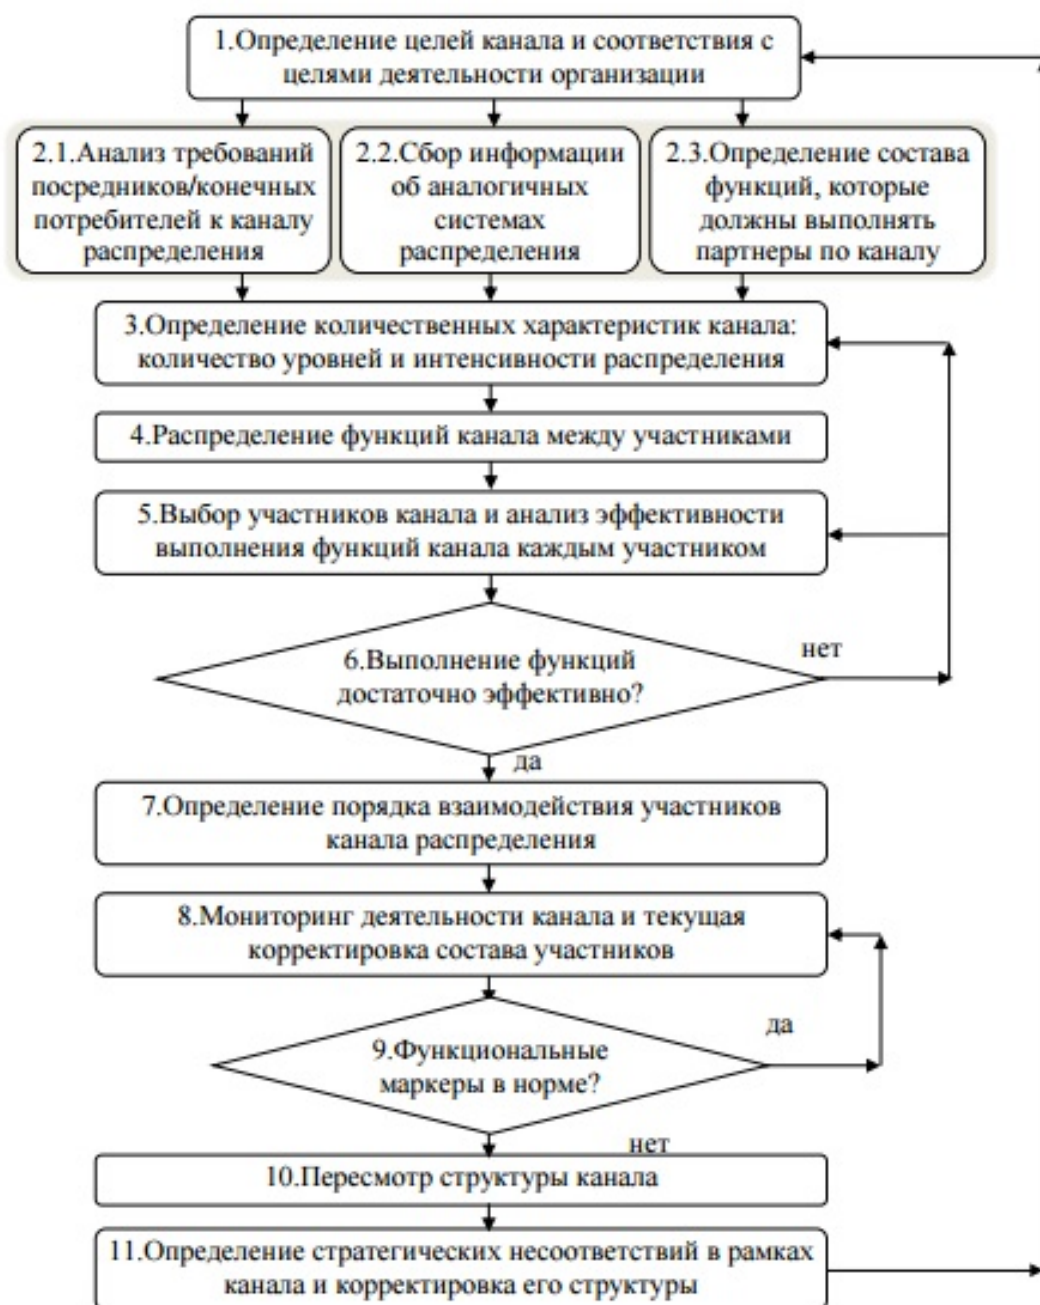 1.Определение целей канала и соответствия с
целями деятельности организации
2.1.Анализ требований
посредников/конечных
потребителей к каналу
распределения
2.2.Сбор информации
об аналогичных
системах
распределения
2.3.Определение состава
функций, которые
должны выполнять
партнеры по каналу
3.Определение количественных характеристик канала:
количество уровней и интенсивности распределения
4.Распределение функций канала между участниками
5.Выбор участников канала и анализ эффективности
выполнения функций канала каждым участником
6.Выполнение функций
достаточно эффективно?
нет
да
7.Определение порядка взаимодействия участников
канала распределения
8.Мониторинг деятельности канала и текущая
корректировка состава участников
9.Функциональные
маркеры в норме?
да
нет
10.Пересмотр структуры канала
11.Определение стратегических несоответствий в рамках
канала и корректировка его структуры